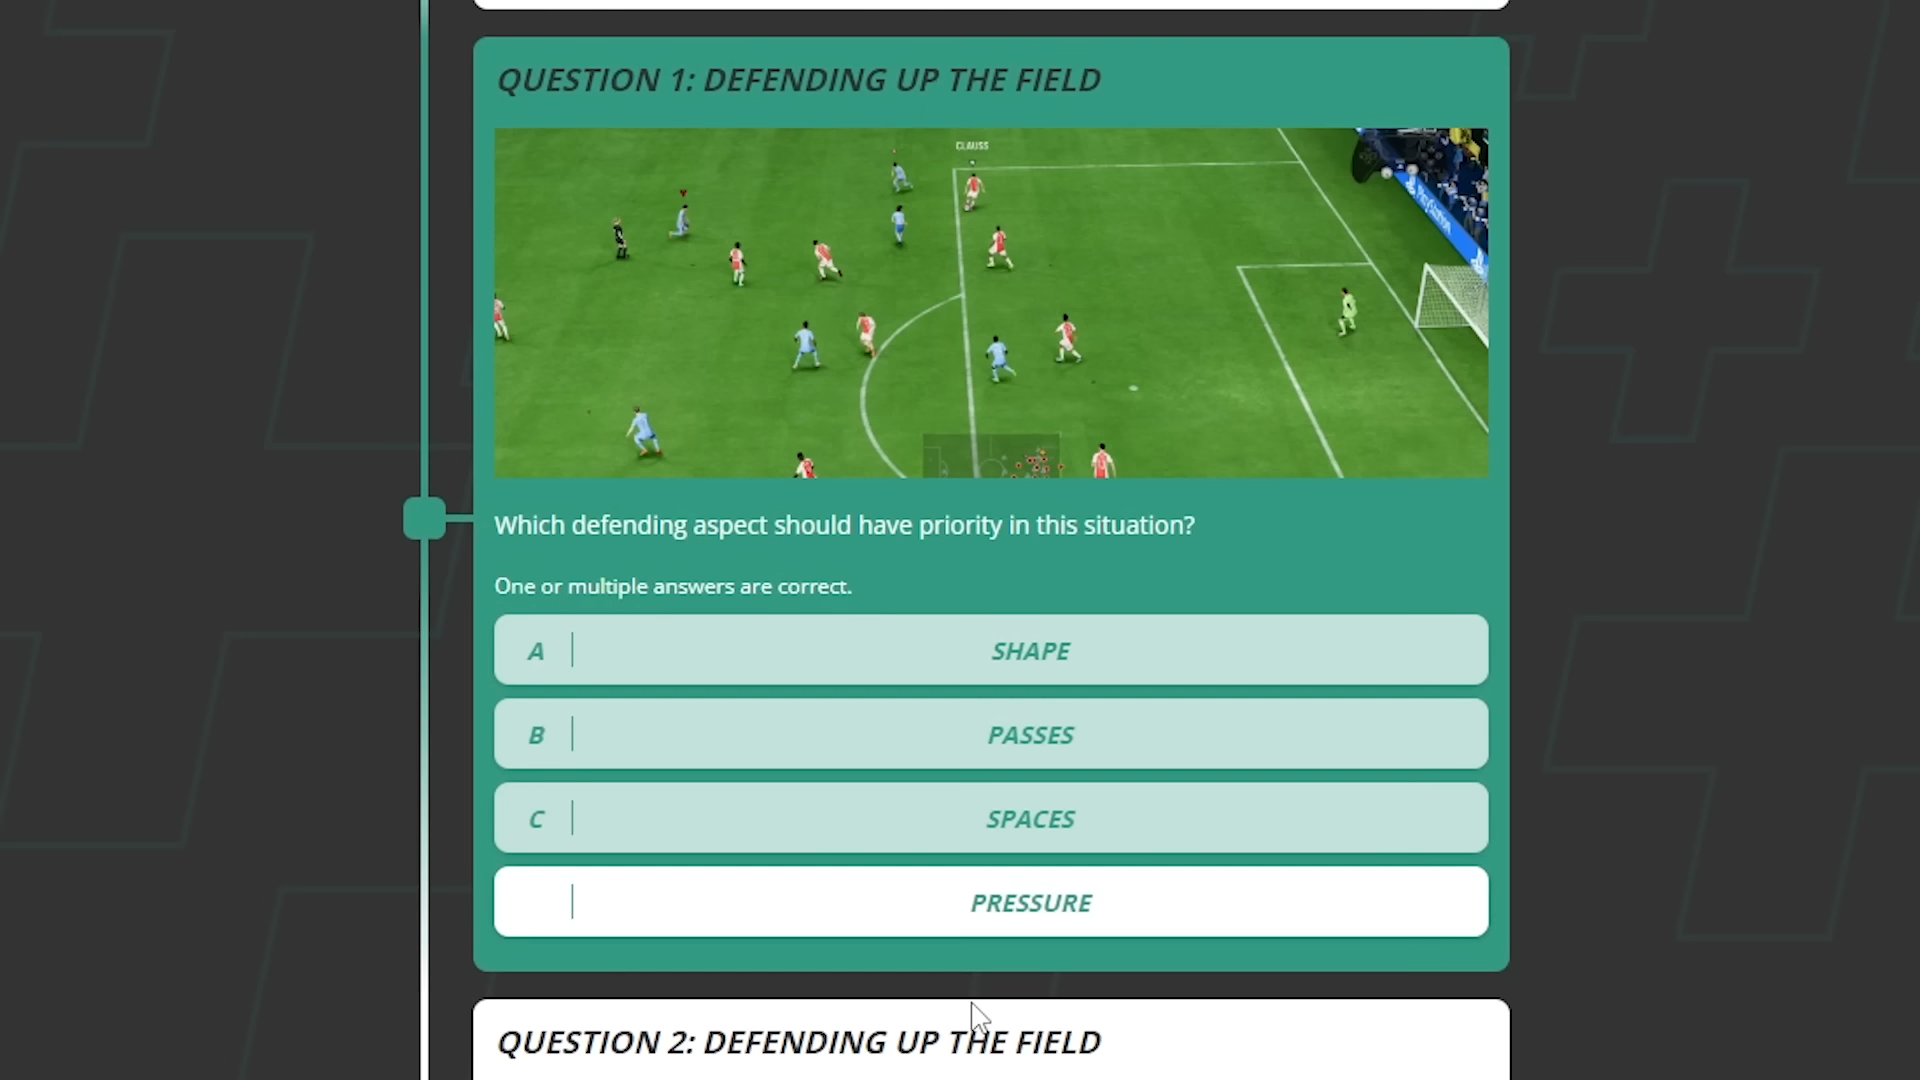 QUESTION 1: DEFENDING UP THE FIELD
CLAUSS
PlayStation
Which defending aspect should have priority in this situation?
One or multiple answers are correct.
A | SHAPE
B | PASSES
C | SPACES
| PRESSURE
QUESTION 2: DEFENDING UP THE FIELD